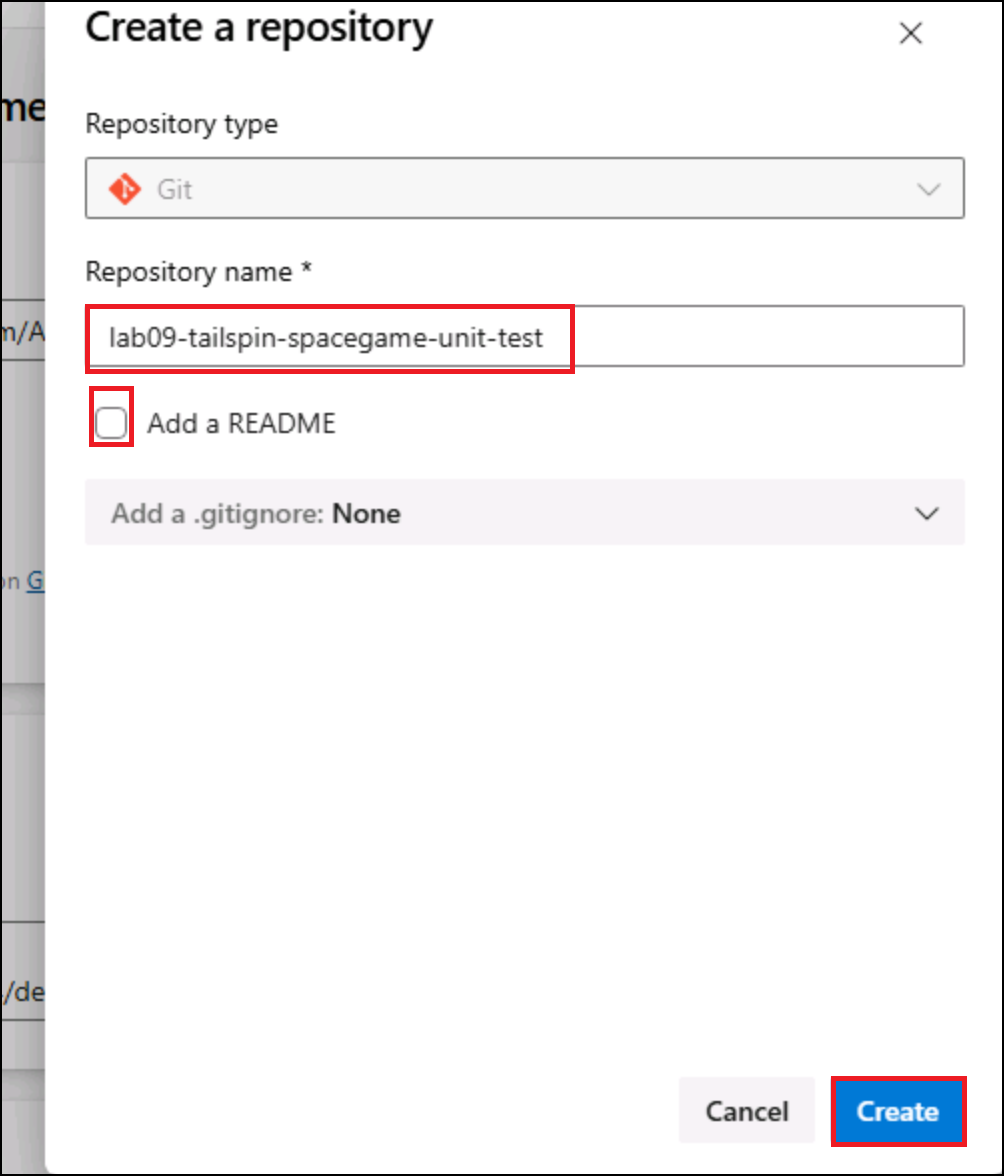 Create a repository
me
Repository type
Git
Repository name *
m/A
lab09-tailspin-spacegame-unit-test
Add a README
Add a .gitignore: None
on G
/de
Cancel
Create